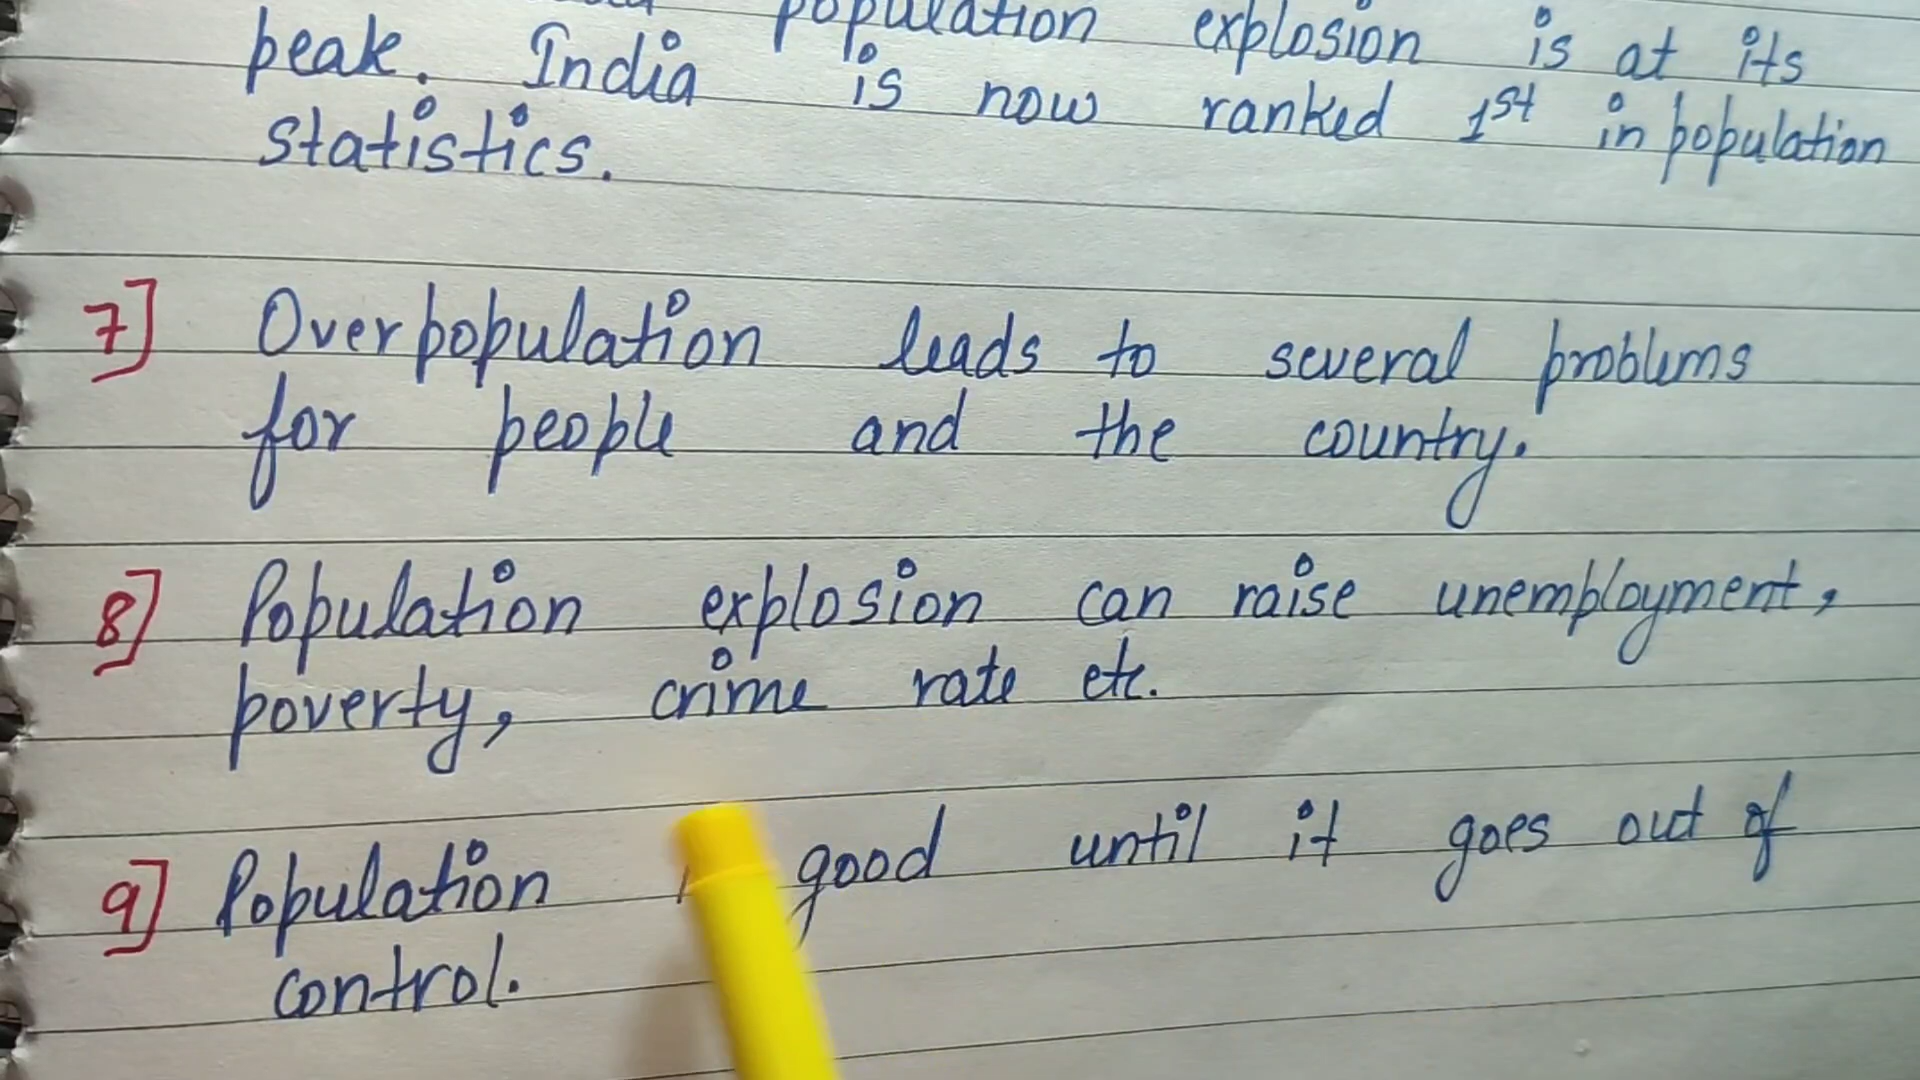 population explosion is at its
peak. India is now ranked 1st in population
statistics.
7] Overpopulation leads to several problems
for people and the country.
8] Population explosion can raise unemployment,
poverty, crime rate etc.
9] Population good until it goes out of
control.